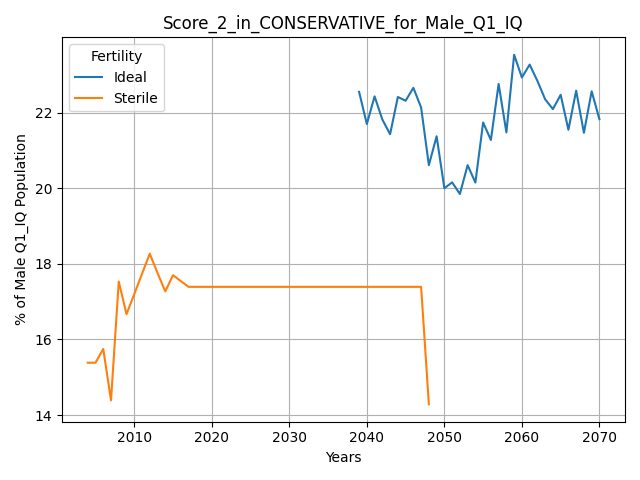 Score_2_in_CONSERVATIVE_for_Male_Q1_IQ
Fertility
Ideal
Sterile
% of Male Q1_IQ Population
22
20
18
16
14
2010 2020 2030 2040 2050 2060 2070
Years